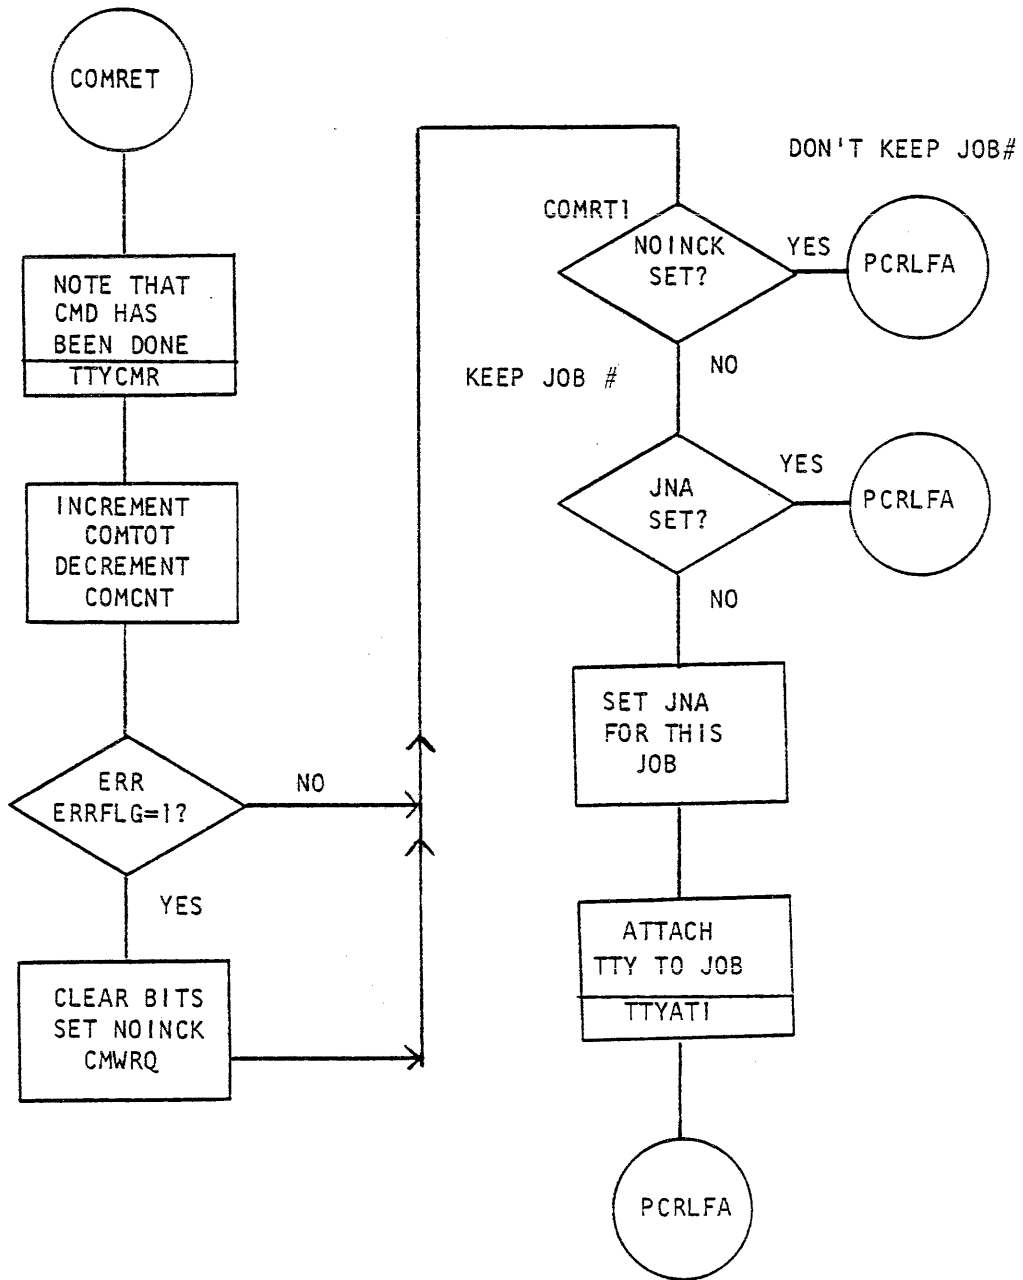 COMRET
NOTE THAT
CMD HAS
BEEN DONE
TTYCMR
INCREMENT
COMTOT
DECREMENT
COMCNT
ERR
ERRFLG=1?
NO
YES
CLEAR BITS
SET NOINCK
CMWRQ
DON'T KEEP JOB#
COMRT1
NOINCK
SET?
YES
PCRLFA
NO
KEEP JOB #
JNA
SET?
YES
PCRLFA
NO
SET JNA
FOR THIS
JOB
ATTACH
TTY TO JOB
TTYAT1
PCRLFA